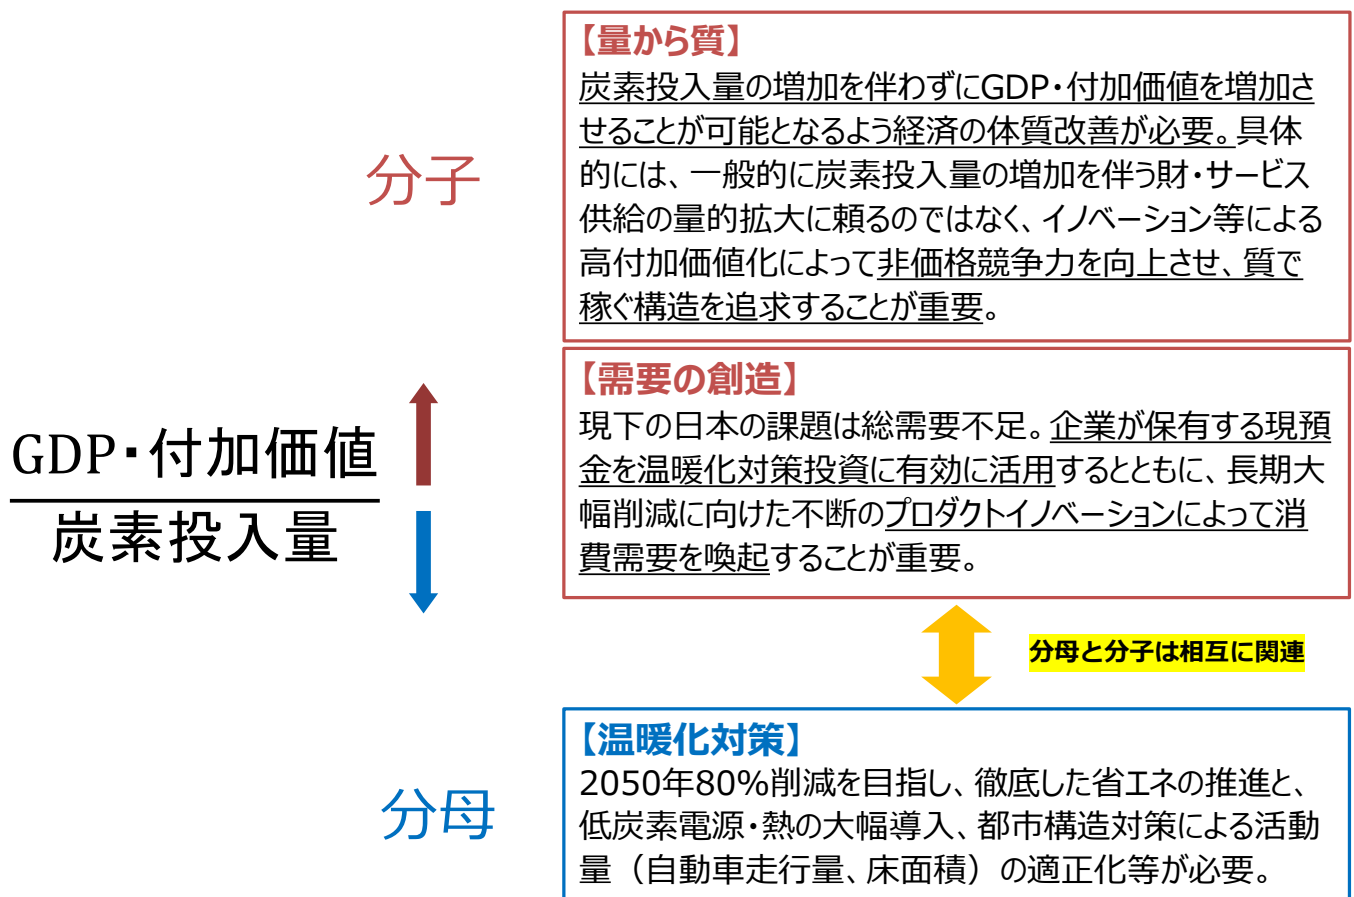 分子
【量から質】
炭素投入量の増加を伴わずにGDP・付加価値を増加さ
せることが可能となるよう経済の体質改善が必要。具体
的には、一般的に炭素投入量の増加を伴う財・サービス
供給の量的拡大に頼るのではなく、イノベーション等による
高付加価値化によって非価格競争力を向上させ、質で
稼ぐ構造を追求することが重要。
【需要の創造】
現下の日本の課題は総需要不足。企業が保有する現預
金を温暖化対策投資に有効に活用するとともに、長期大
幅削減に向けた不断のプロダクトイノベーションによって消
費需要を喚起することが重要。
GDP・付加価値
炭素投入量
分母と分子は相互に関連
分母
【温暖化対策】
2050年80%削減を目指し、徹底した省エネの推進と、
低炭素電源・熱の大幅導入、都市構造対策による活動
量（自動車走行量、床面積）の適正化等が必要。